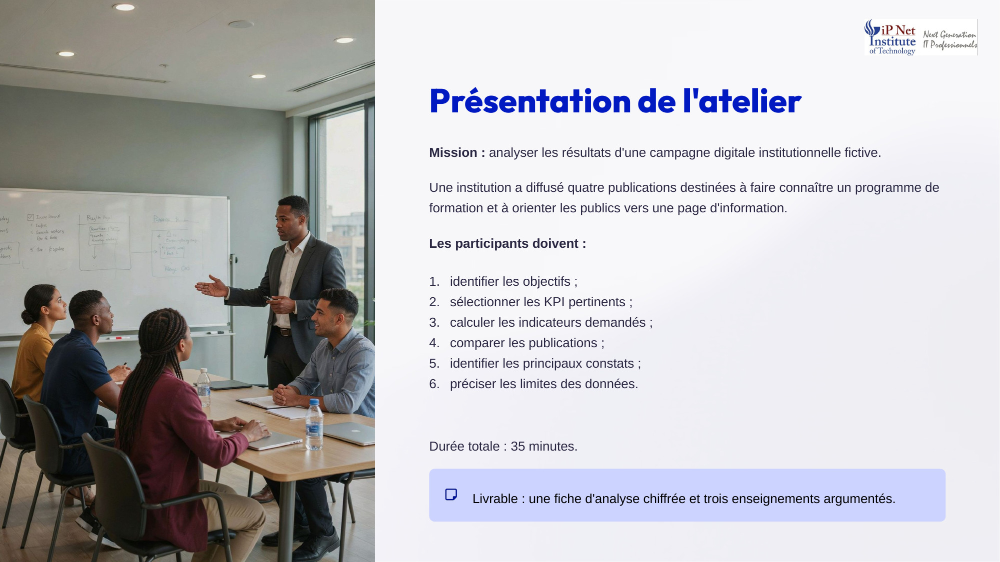 iP Net
Institute
of Technology
Next Generation
IT Professionnels
Présentation de l'atelier
Mission : analyser les résultats d'une campagne digitale institutionnelle fictive.
Une institution a diffusé quatre publications destinées à faire connaître un programme de
formation et à orienter les publics vers une page d'information.
Les participants doivent :
1. identifier les objectifs ;
2. sélectionner les KPI pertinents ;
3. calculer les indicateurs demandés ;
4. comparer les publications ;
5. identifier les principaux constats ;
6. préciser les limites des données.
Durée totale : 35 minutes.
Livrable : une fiche d'analyse chiffrée et trois enseignements argumentés.